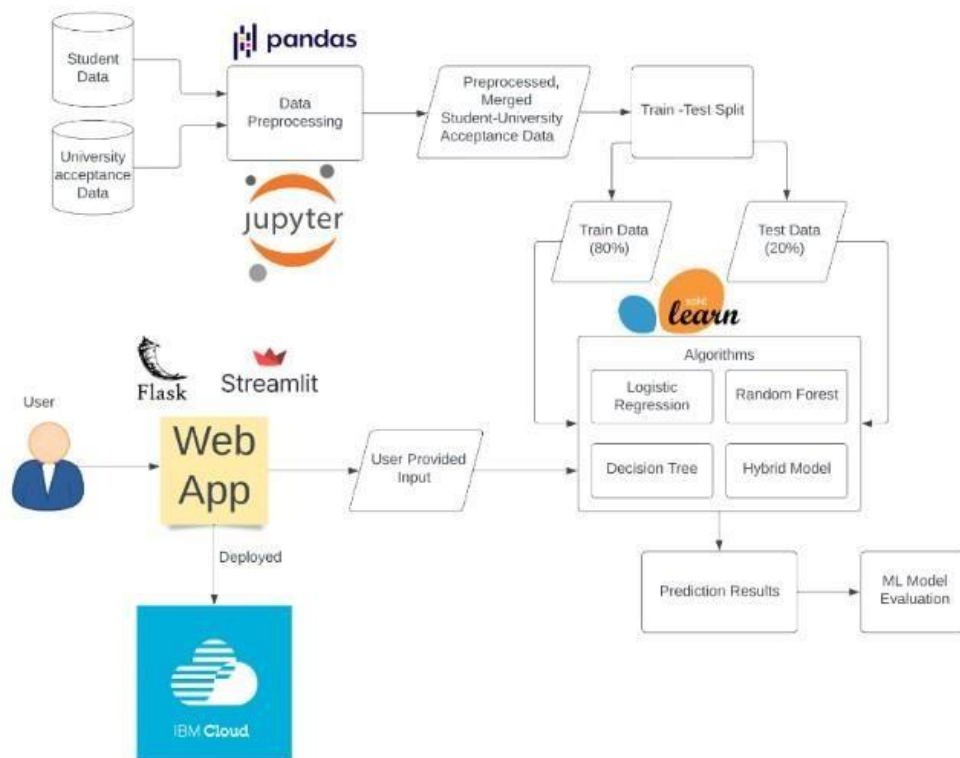 Student
Data
pandas
Data
Preprocessing
Preprocessed,
Merged
Student-University
Acceptance Data
Train -Test Split
University
acceptance
Data
jupyter
Train Data
(80%)
Test Data
(20%)
scikit
learn
Algorithms
Logistic
Regression
Random Forest
Decision Tree
Hybrid Model
Flask
Streamlit
User
Web
App
User Provided
Input
Deployed
Prediction Results
ML Model
Evaluation
IBM Cloud